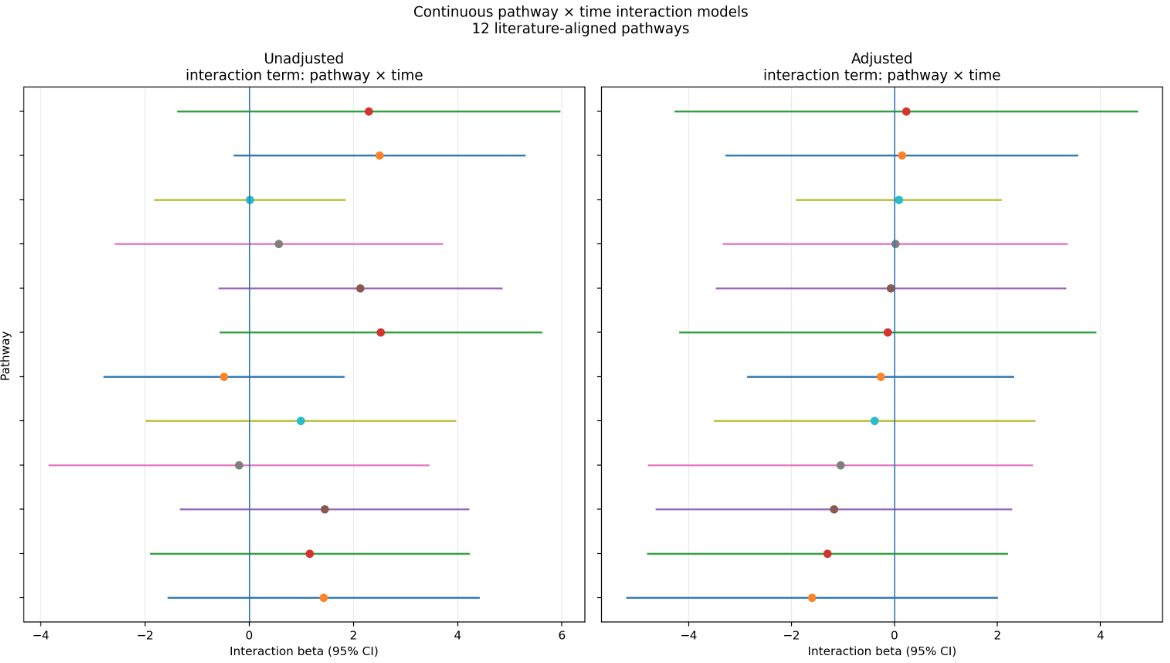 Continuous pathway × time interaction models
12 literature-aligned pathways
Unadjusted
interaction term: pathway × time
Adjusted
interaction term: pathway × time
Pathway
−4 −2 0 2 4 6
−4 −2 0 2 4
Interaction beta (95% CI)
Interaction beta (95% CI)